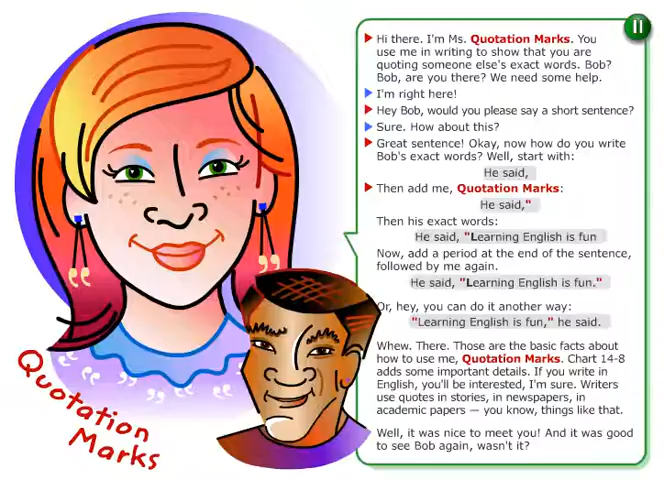 II
Hi there. I'm Ms. Quotation Marks. You
use me in writing to show that you are
quoting someone else's exact words. Bob?
Bob, are you there? We need some help.
I'm right here!
Hey Bob, would you please say a short sentence?
Sure. How about this?
Great sentence! Okay, now how do you write
Bob's exact words? Well, start with:
He said,
Then add me, Quotation Marks:
He said,"
Then his exact words:
He said, "Learning English is fun
Now, add a period at the end of the sentence,
followed by me again.
He said, "Learning English is fun."
Or, hey, you can do it another way:
"Learning English is fun," he said.
Whew. There. Those are the basic facts about
how to use me, Quotation Marks. Chart 14-8
adds some important details. If you write in
English, you'll be interested, I'm sure. Writers
use quotes in stories, in newspapers, in
academic papers — you know, things like that.
Well, it was nice to meet you! And it was good
to see Bob again, wasn't it?
Quotation
Marks